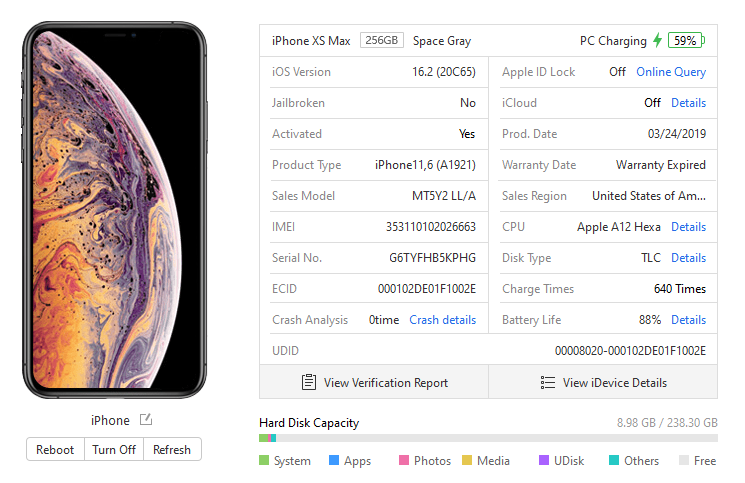 iPhone XS Max 256GB Space Gray PC Charging 59%
iOS Version 16.2 (20C65) Apple ID Lock Off Online Query
Jailbroken No iCloud Off Details
Activated Yes Prod. Date 03/24/2019
Product Type iPhone11,6 (A1921) Warranty Date Warranty Expired
Sales Model MT5Y2 LL/A Sales Region United States of Am...
IMEI 353110102026663 CPU Apple A12 Hexa Details
Serial No. G6TYFHB5KPHG Disk Type TLC Details
ECID 000102DE01F1002E Charge Times 640 Times
Crash Analysis 0time Crash details Battery Life 88% Details
UDID 00008020-000102DE01F1002E
View Verification Report View iDevice Details
iPhone
Reboot Turn Off Refresh
Hard Disk Capacity 8.98 GB / 238.30 GB
System Apps Photos Media UDisk Others Free